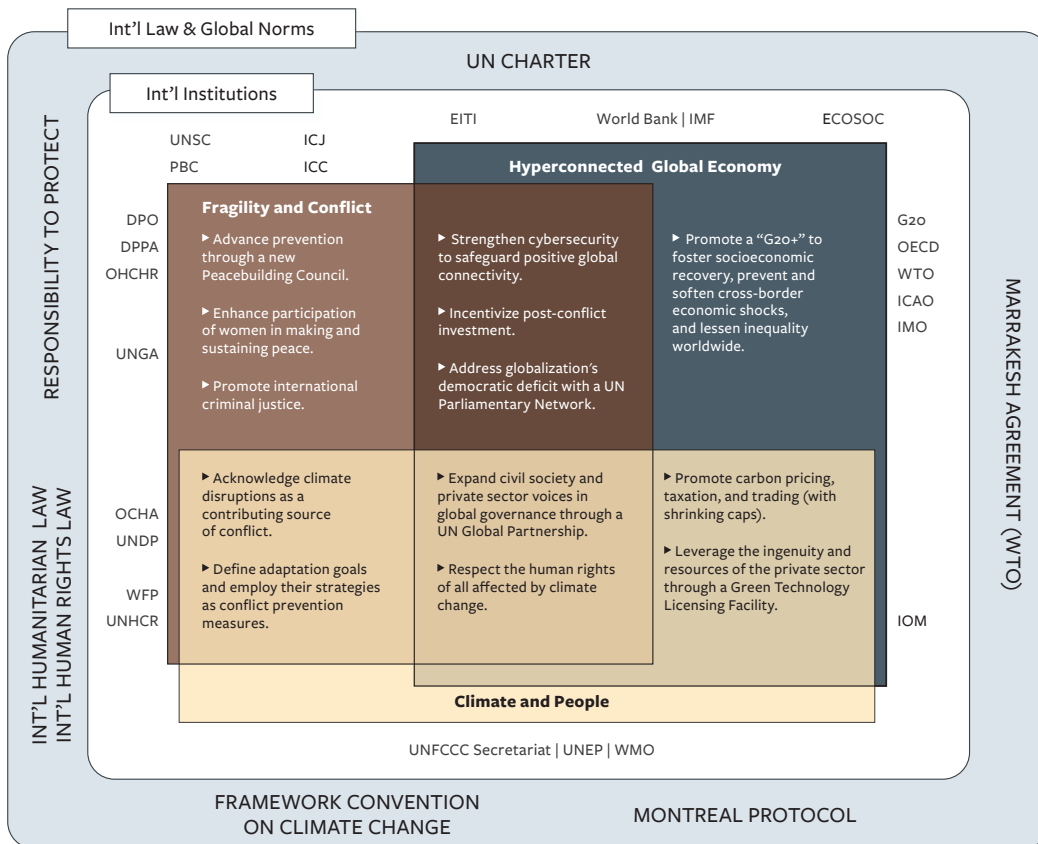 Int’l Law & Global Norms
UN CHARTER
Int’l Institutions
EITI
World Bank | IMF
ECOSOC
UNSC
ICJ
PBC
ICC
RESPONSIBILITY TO PROTECT
INT’L HUMANITARIAN LAW
INT’L HUMAN RIGHTS LAW
DPO
DPPA
OHCHR
UNGA
OCHA
UNDP
WFP
UNHCR
Hyperconnected Global Economy
Fragility and Conflict
▶ Advance prevention
through a new
Peacebuilding Council.
▶ Enhance participation
of women in making and
sustaining peace.
▶ Promote international
criminal justice.
▶ Strengthen cybersecurity
to safeguard positive global
connectivity.
▶ Incentivize post-conflict
investment.
▶ Address globalization’s
democratic deficit with a UN
Parliamentary Network.
▶ Promote a “G20+” to
foster socioeconomic
recovery, prevent and
soften cross-border
economic shocks,
and lessen inequality
worldwide.
▶ Acknowledge climate
disruptions as a
contributing source
of conflict.
▶ Define adaptation goals
and employ their strategies
as conflict prevention
measures.
▶ Expand civil society and
private sector voices in
global governance through a
UN Global Partnership.
▶ Respect the human rights
of all affected by climate
change.
▶ Promote carbon pricing,
taxation, and trading (with
shrinking caps).
▶ Leverage the ingenuity and
resources of the private sector
through a Green Technology
Licensing Facility.
Climate and People
G20
OECD
WTO
ICAO
IMO
IOM
MARRAKESH AGREEMENT (WTO)
UNFCCC Secretariat | UNEP | WMO
FRAMEWORK CONVENTION
ON CLIMATE CHANGE
MONTREAL PROTOCOL